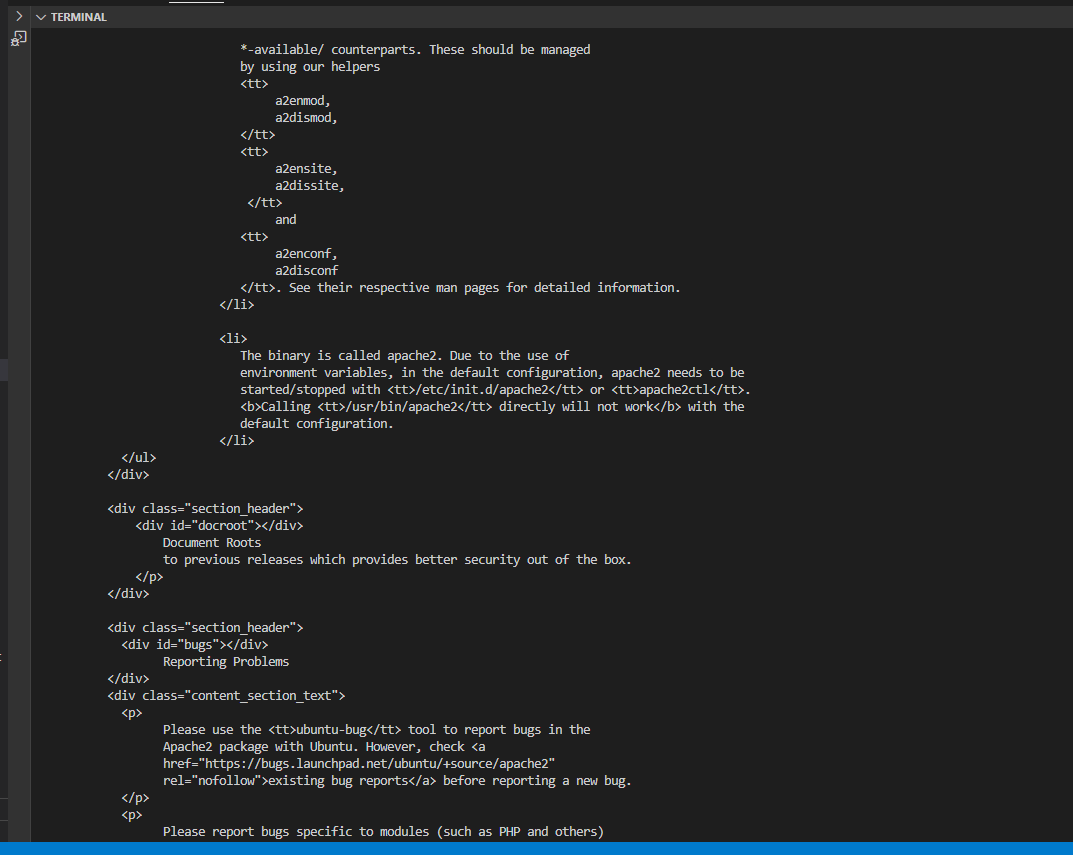 TERMINAL
*-available/ counterparts. These should be managed
by using our helpers
<tt>
a2enmod,
a2dismod,
</tt>
<tt>
a2ensite,
a2dissite,
</tt>
and
<tt>
a2enconf,
a2disconf
</tt>. See their respective man pages for detailed information.
</li>
<li>
The binary is called apache2. Due to the use of
environment variables, in the default configuration, apache2 needs to be
started/stopped with <tt>/etc/init.d/apache2</tt> or <tt>apache2ctl</tt>.
<b>Calling <tt>/usr/bin/apache2</tt> directly will not work</b> with the
default configuration.
</li>
</ul>
</div>
<div class="section_header">
<div id="docroot"></div>
Document Roots
to previous releases which provides better security out of the box.
</p>
</div>
<div class="section_header">
<div id="bugs"></div>
Reporting Problems
</div>
<div class="content_section_text">
<p>
Please use the <tt>ubuntu-bug</tt> tool to report bugs in the
Apache2 package with Ubuntu. However, check <a
href="https://bugs.launchpad.net/ubuntu/+source/apache2"
rel="nofollow">existing bug reports</a> before reporting a new bug.
</p>
<p>
Please report bugs specific to modules (such as PHP and others)